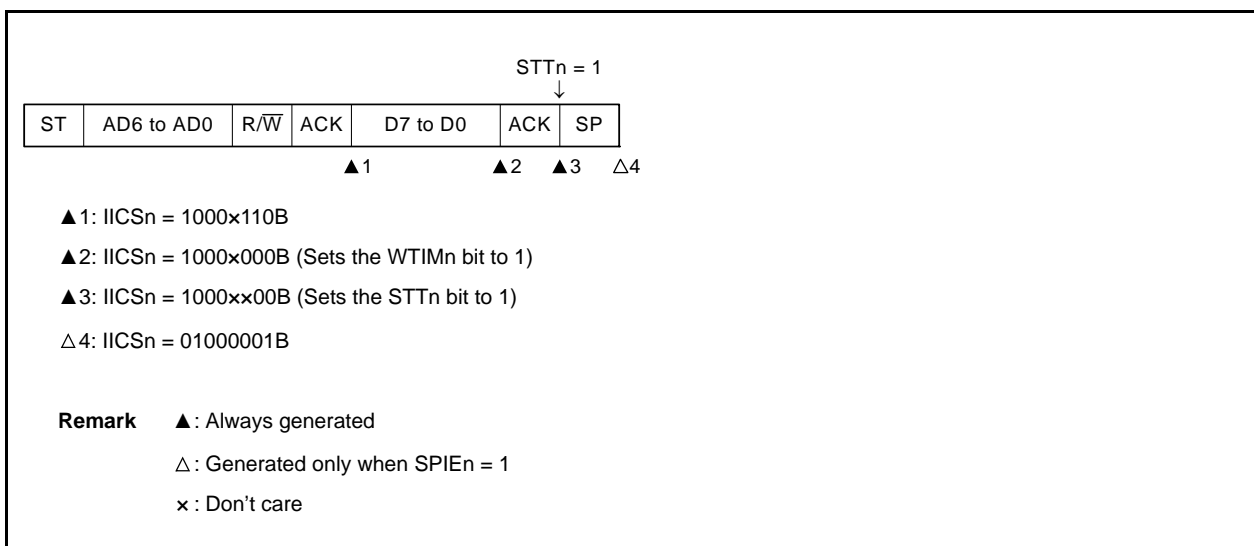 STTn = 1
↓
ST AD6 to AD0 R/W̅ ACK D7 to D0 ACK SP
▲1 ▲2 ▲3 △4
▲1: IICSn = 1000×110B
▲2: IICSn = 1000×000B (Sets the WTIMn bit to 1)
▲3: IICSn = 1000××00B (Sets the STTn bit to 1)
△4: IICSn = 01000001B
Remark ▲: Always generated
△: Generated only when SPIEn = 1
×: Don't care